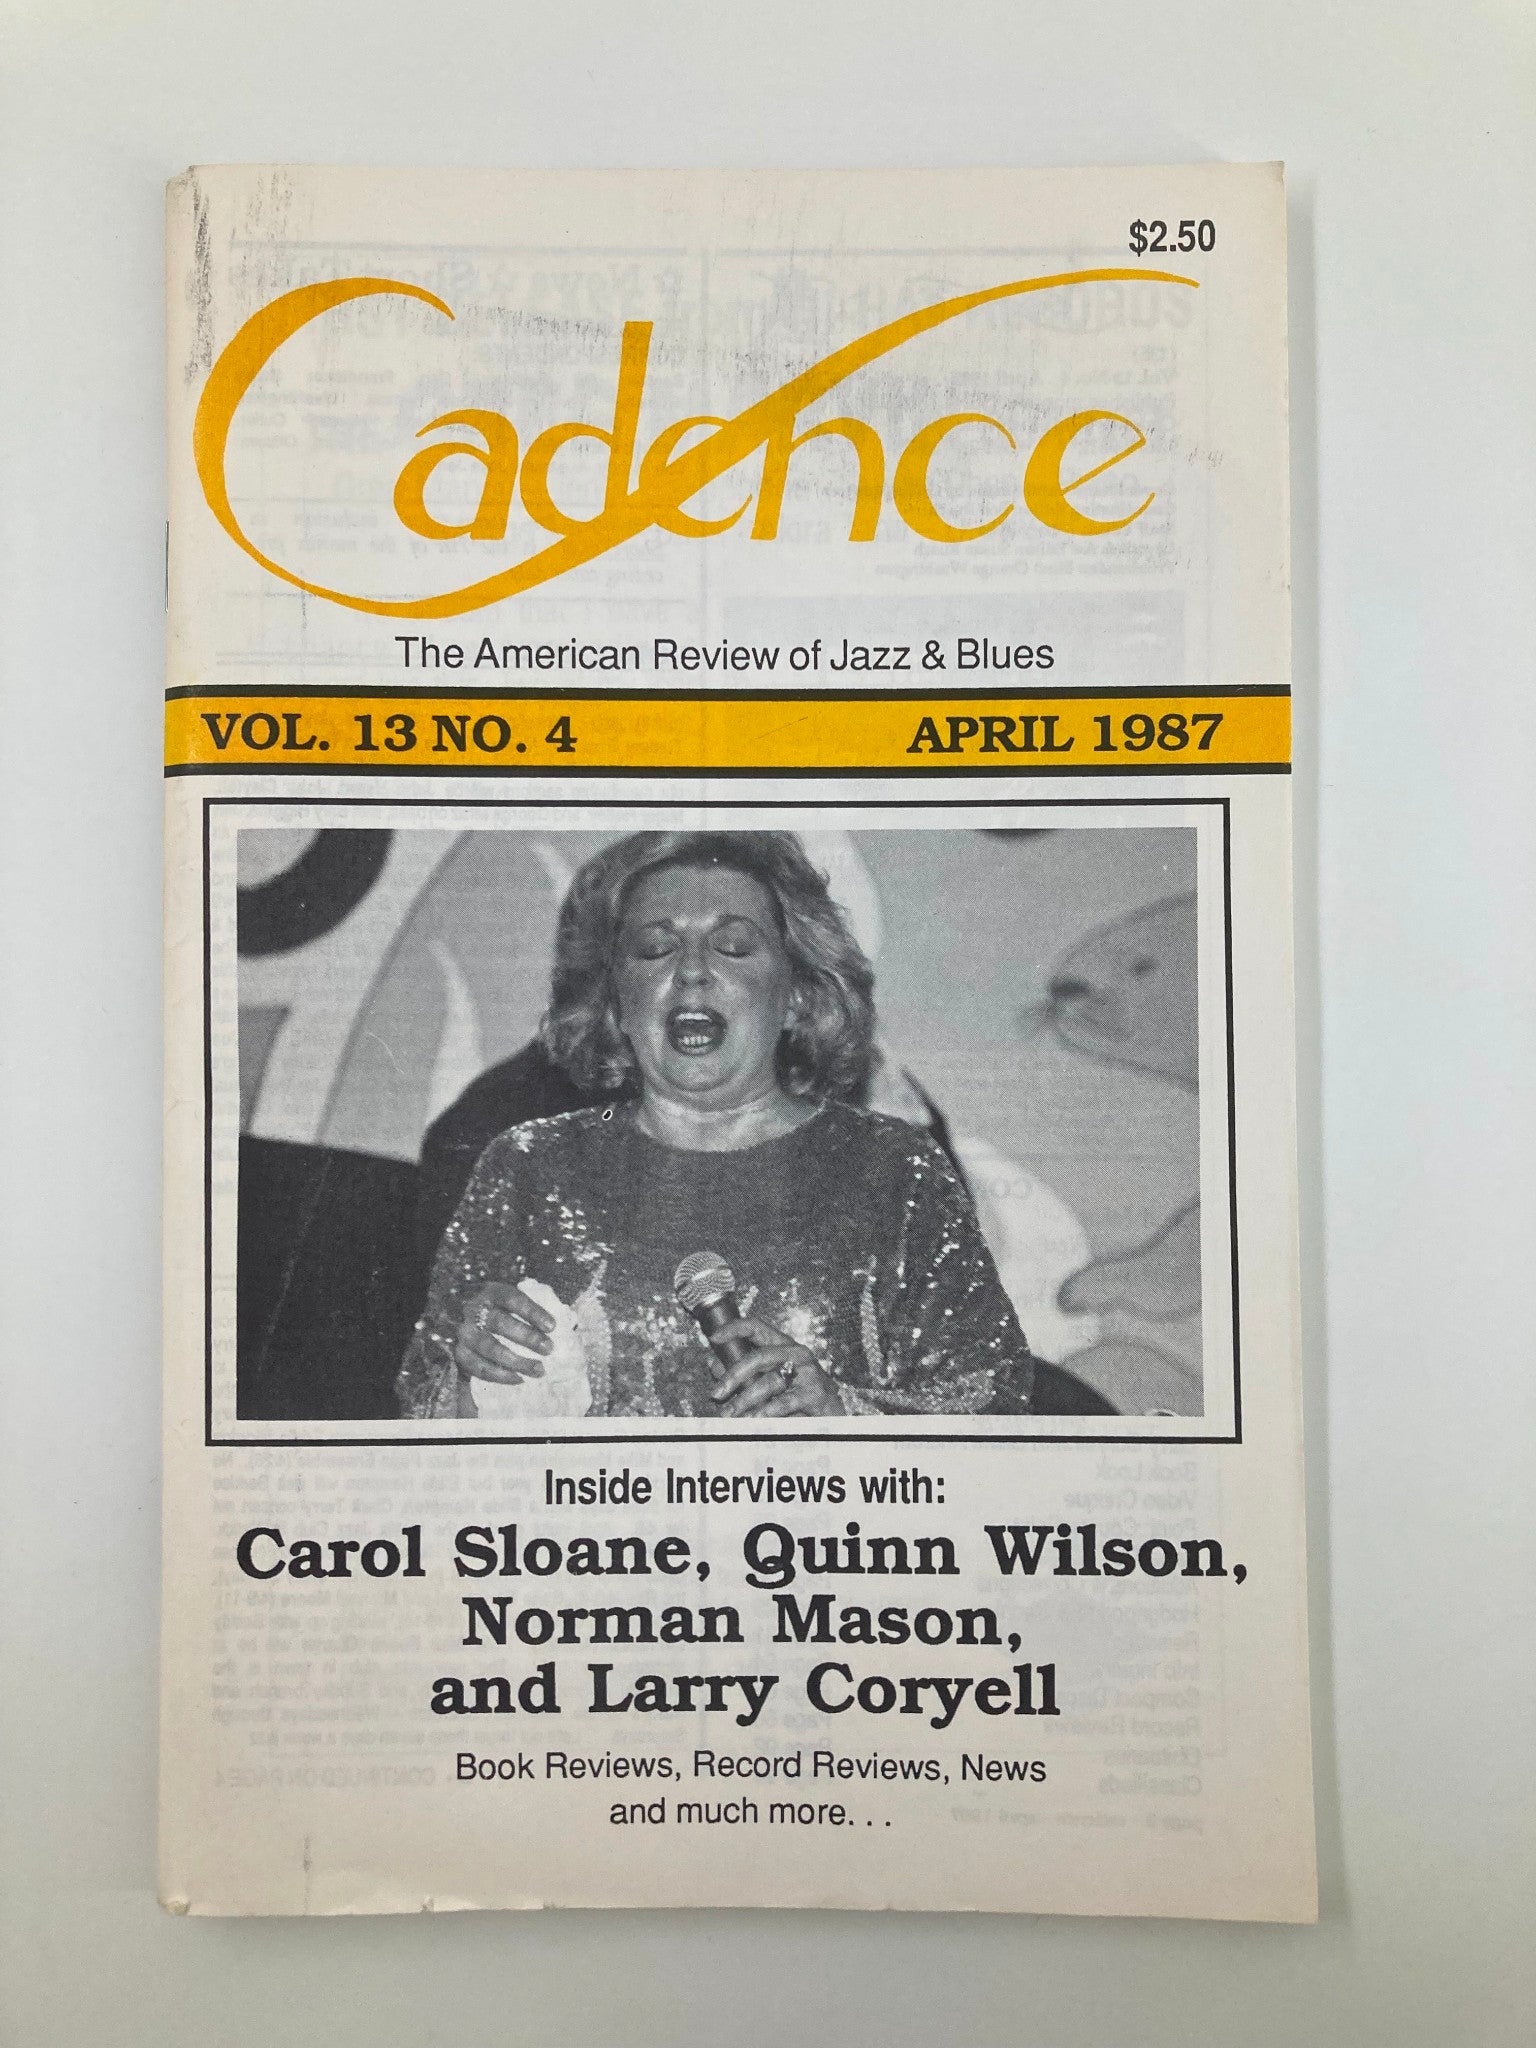 $2.50
Cadence
The American Review of Jazz & Blues
VOL. 13 NO. 4 APRIL 1987
Inside Interviews with:
Carol Sloane, Quinn Wilson,
Norman Mason,
and Larry Coryell
Book Reviews, Record Reviews, News
and much more...